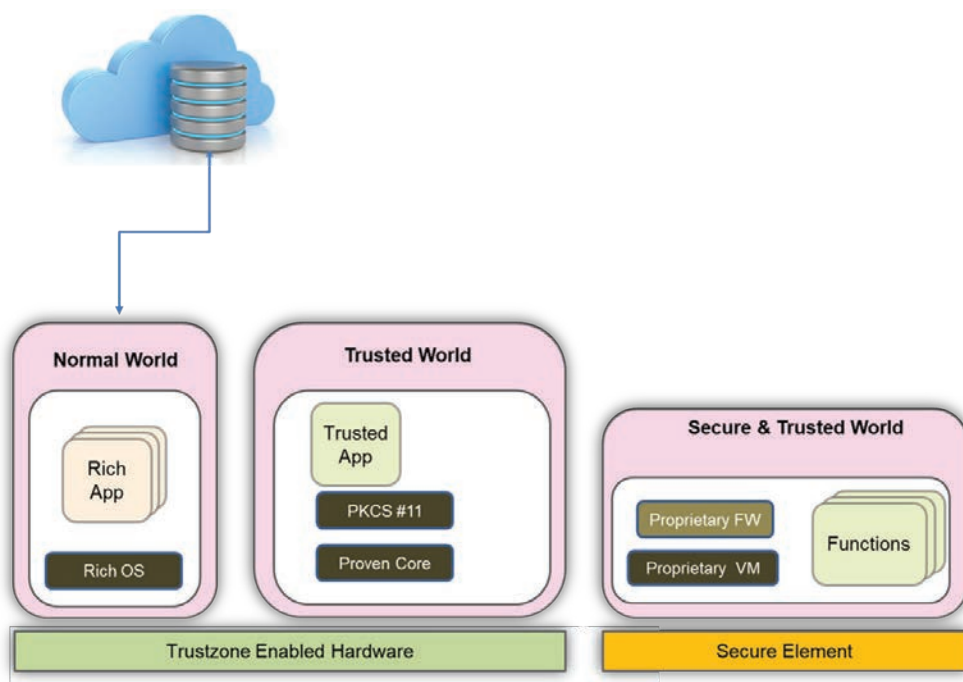 Normal World
Rich
App
Rich OS
Trusted World
Trusted
App
PKCS #11
Proven Core
Secure & Trusted World
Proprietary FW
Proprietary VM
Functions
Trustzone Enabled Hardware
Secure Element